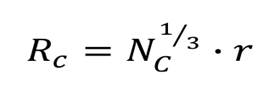 R_c = N_C^{1/3} · r